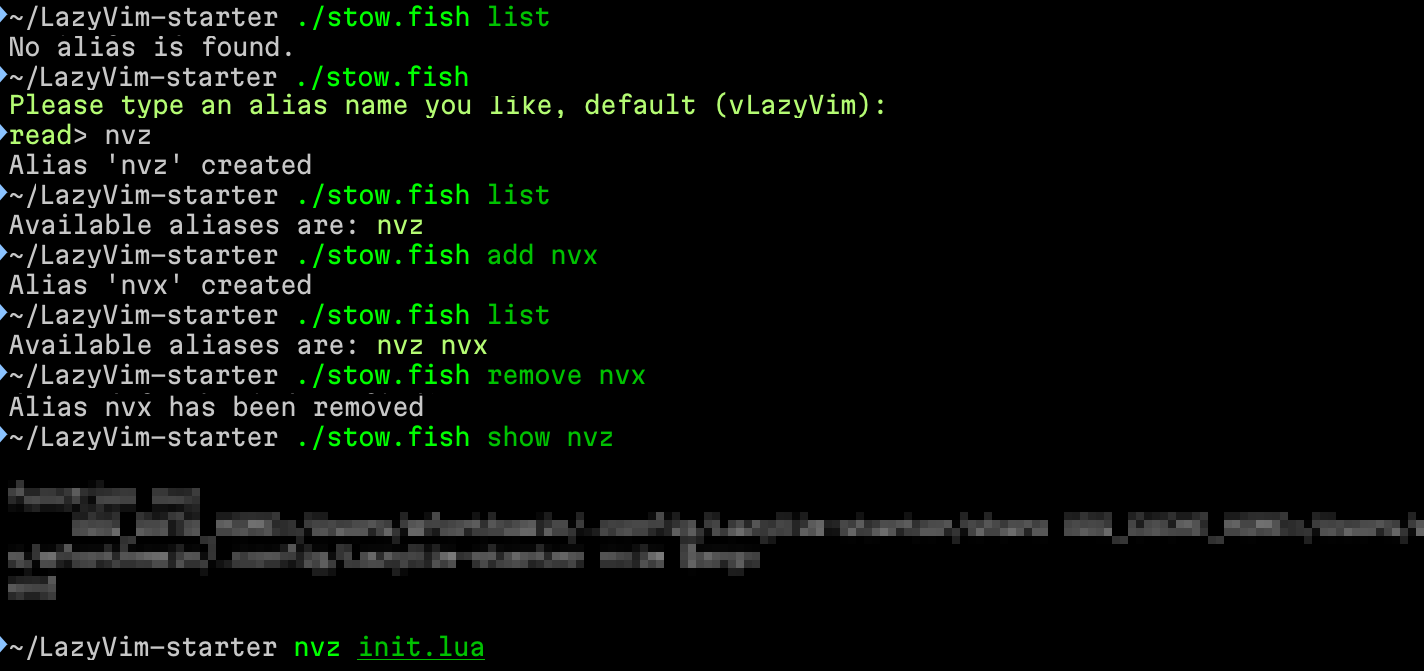 ~/LazyVim-starter ./stow.fish list
No alias is found.
~/LazyVim-starter ./stow.fish
Please type an alias name you like, default (vLazyVim):
read> nvz
Alias 'nvz' created
~/LazyVim-starter ./stow.fish list
Available aliases are: nvz
~/LazyVim-starter ./stow.fish add nvx
Alias 'nvx' created
~/LazyVim-starter ./stow.fish list
Available aliases are: nvz nvx
~/LazyVim-starter ./stow.fish remove nvx
Alias nvx has been removed
~/LazyVim-starter ./stow.fish show nvz
~/LazyVim-starter nvz init.lua